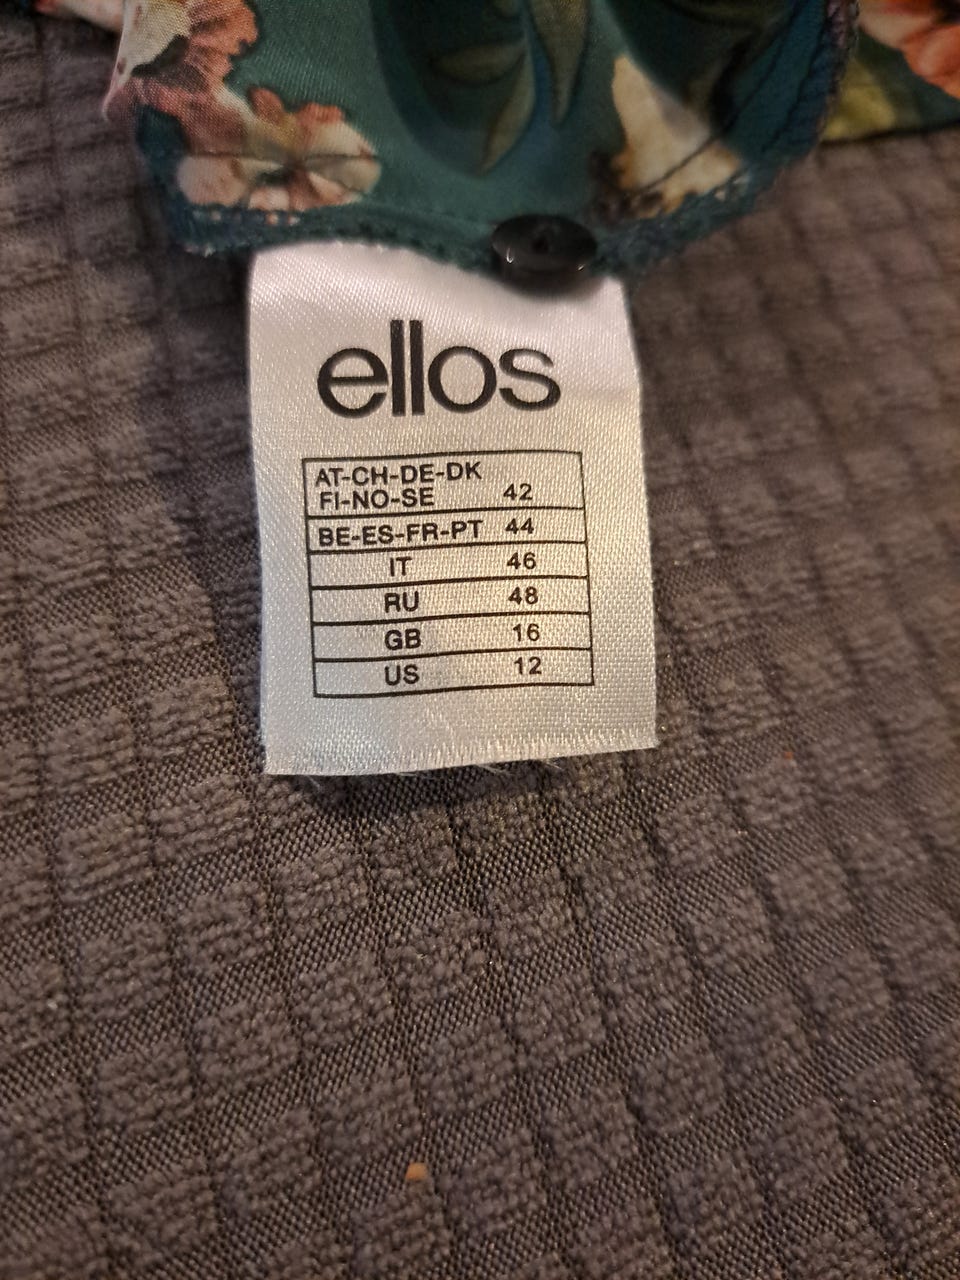 ellos
AT-CH-DE-DK
FI-NO-SE 42
BE-ES-FR-PT 44
IT 46
RU 48
GB 16
US 12